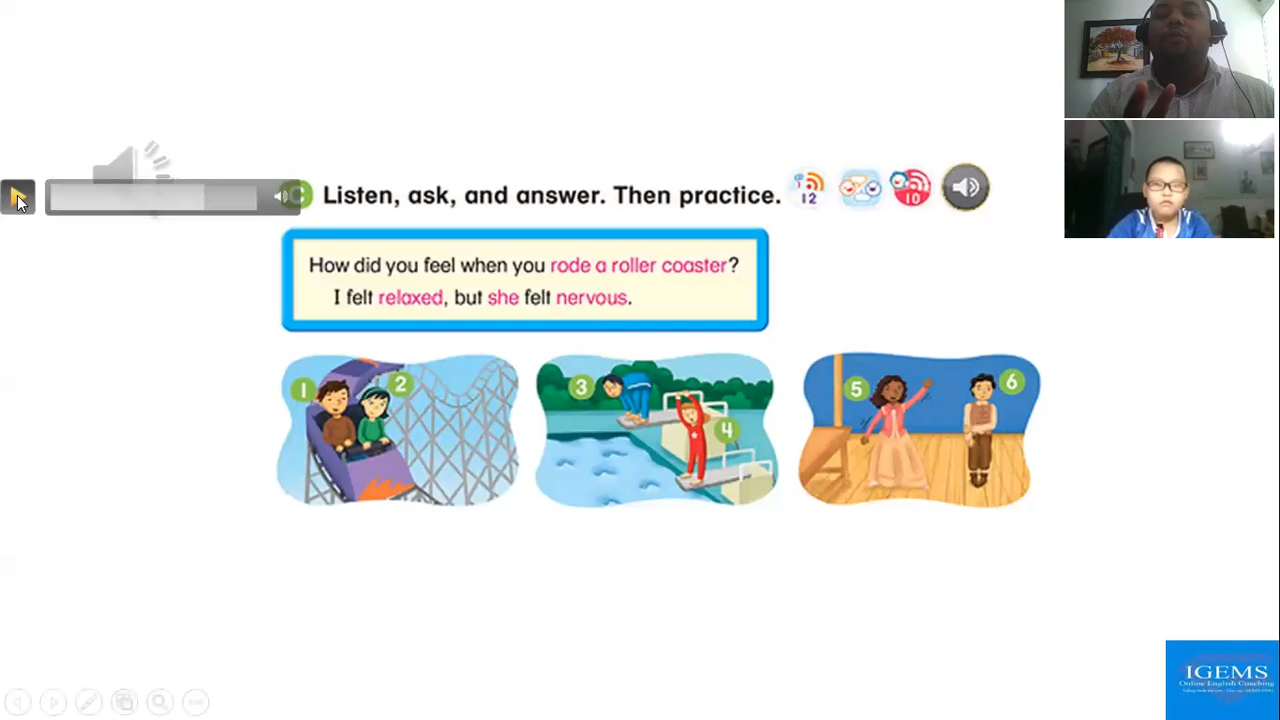 C Listen, ask, and answer. Then practice.
12
10
How did you feel when you rode a roller coaster?
I felt relaxed, but she felt nervous.
1
2
3
4
5
6
IGEMS
Online English Coaching